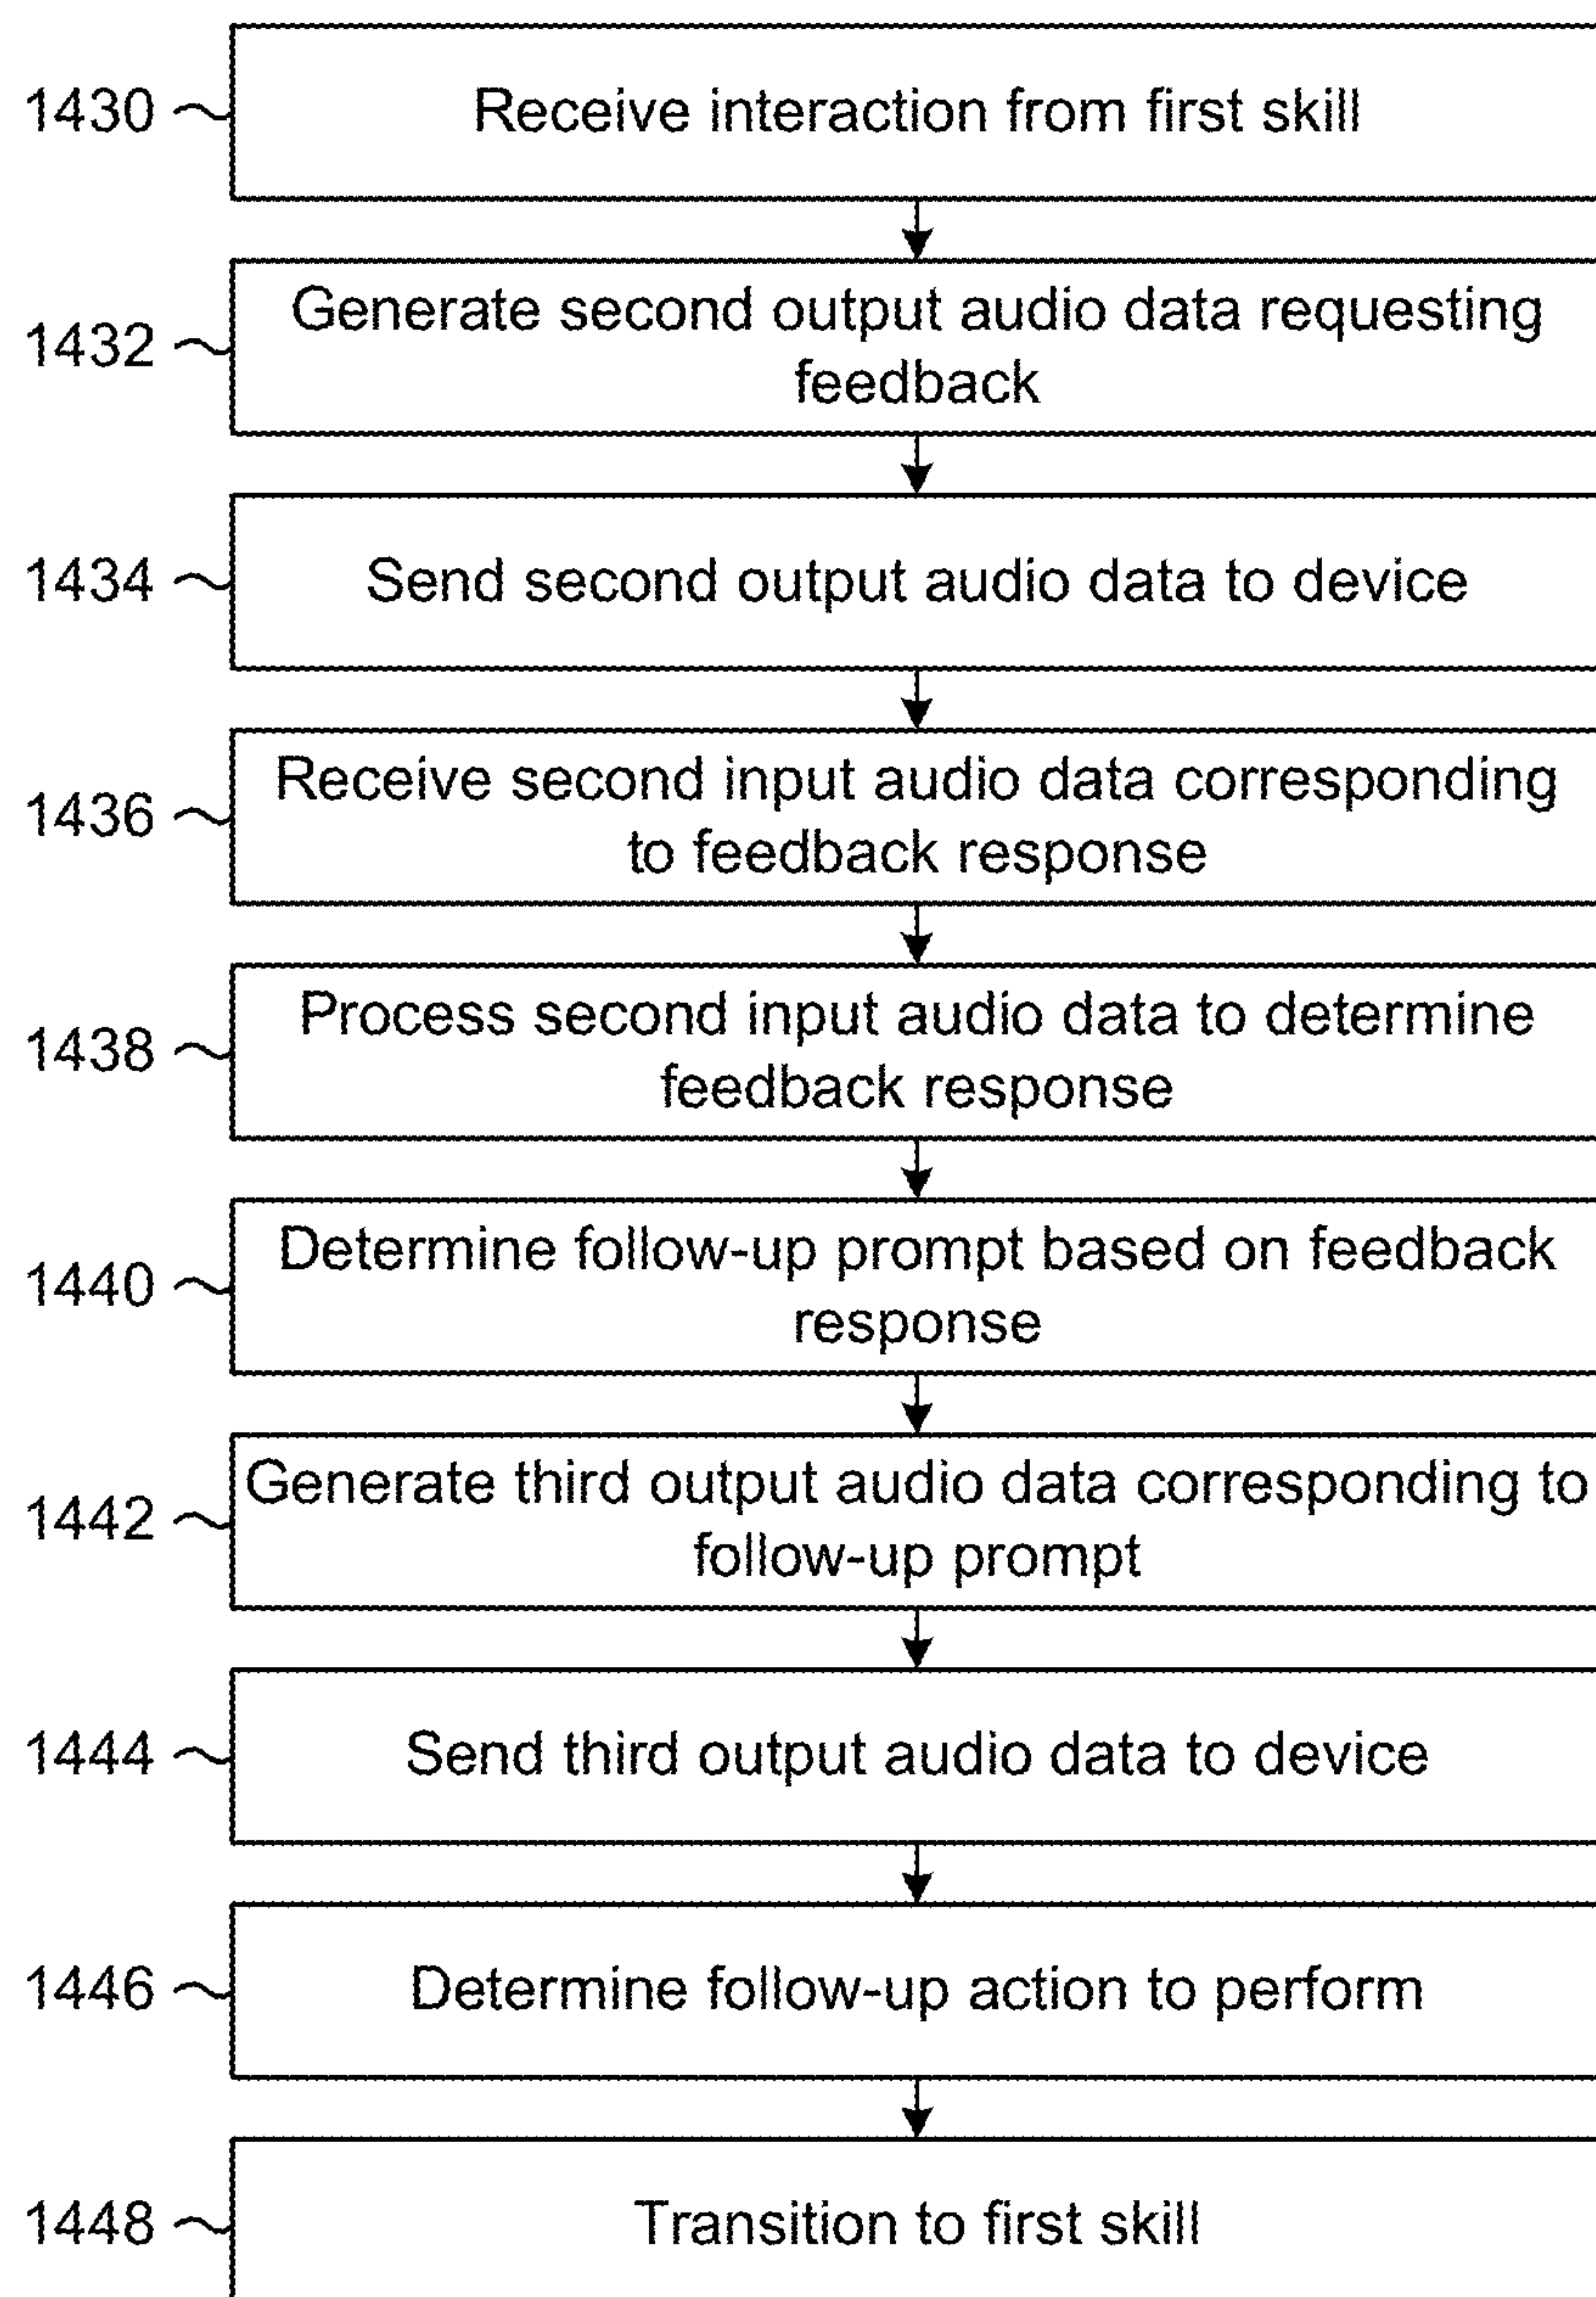 1430
Receive interaction from first skill
1432
Generate second output audio data requesting
feedback
1434
Send second output audio data to device
1436
Receive second input audio data corresponding
to feedback response
1438
Process second input audio data to determine
feedback response
1440
Determine follow-up prompt based on feedback
response
1442
Generate third output audio data corresponding to
follow-up prompt
1444
Send third output audio data to device
1446
Determine follow-up action to perform
1448
Transition to first skill